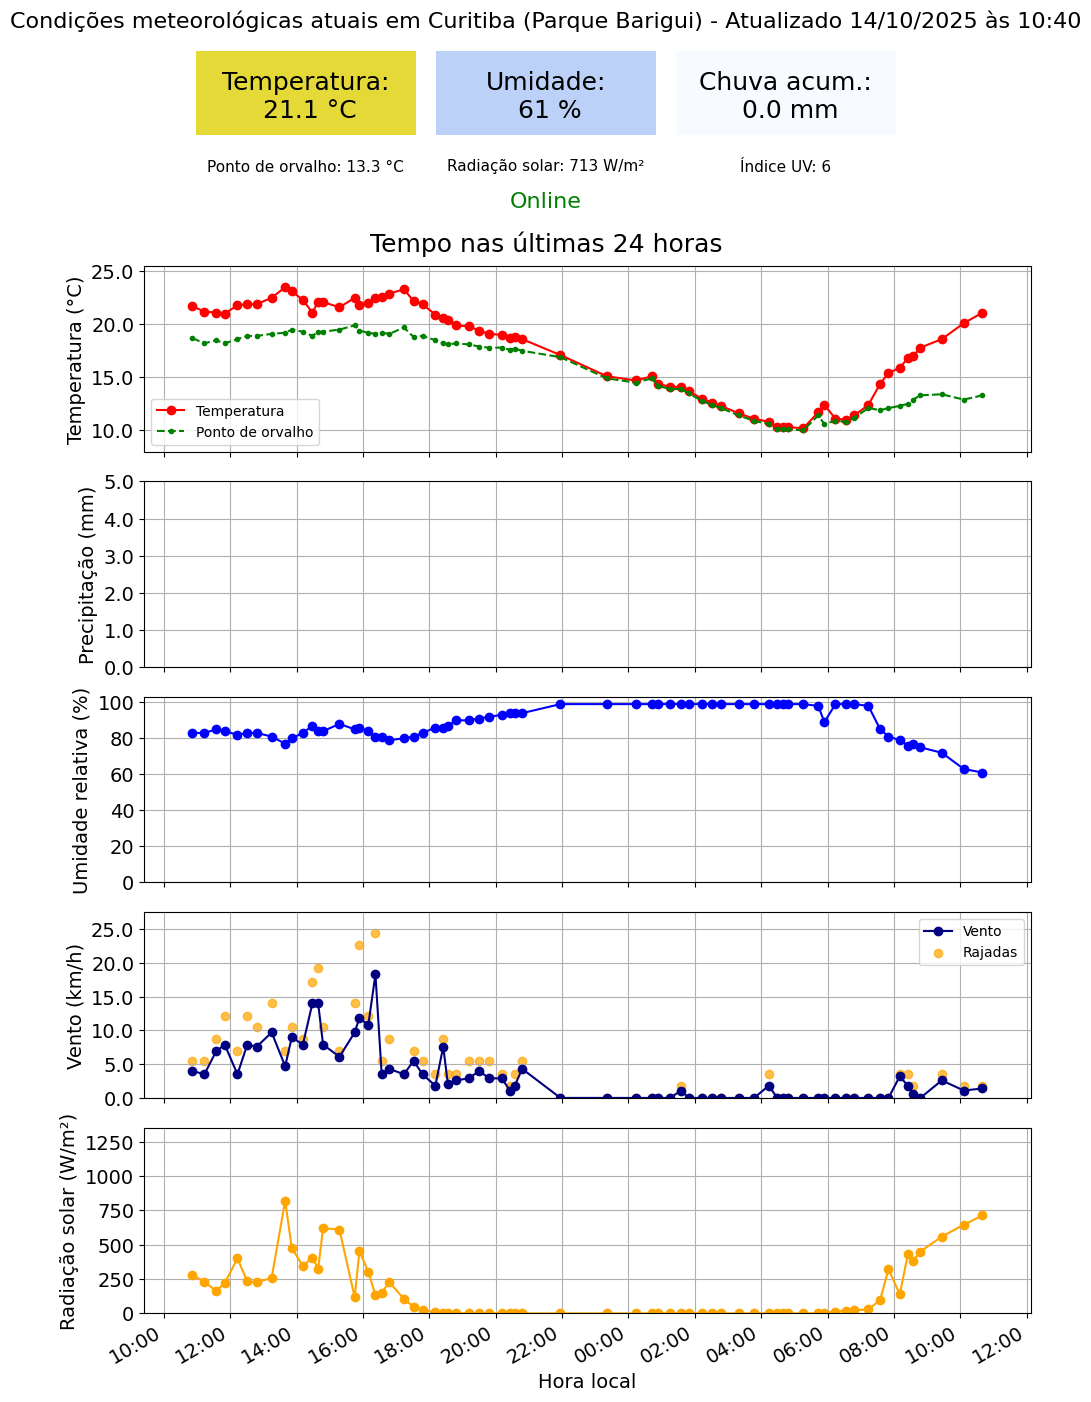 Condições meteorológicas atuais em Curitiba (Parque Barigui) - Atualizado 14/10/2025 às 10:40
Temperatura:
21.1 °C
Umidade:
61 %
Chuva acum.:
0.0 mm
Ponto de orvalho: 13.3 °C
Radiação solar: 713 W/m²
Índice UV: 6
Online
Tempo nas últimas 24 horas
Temperatura (°C)
25.0
20.0
15.0
10.0
Temperatura
Ponto de orvalho
Precipitação (mm)
5.0
4.0
3.0
2.0
1.0
0.0
Umidade relativa (%)
100
80
60
40
20
0
Vento (km/h)
25.0
20.0
15.0
10.0
5.0
0.0
Vento
Rajadas
Radiação solar (W/m²)
1250
1000
750
500
250
0
10:00 12:00 14:00 16:00 18:00 20:00 22:00 00:00 02:00 04:00 06:00 08:00 10:00 12:00
Hora local